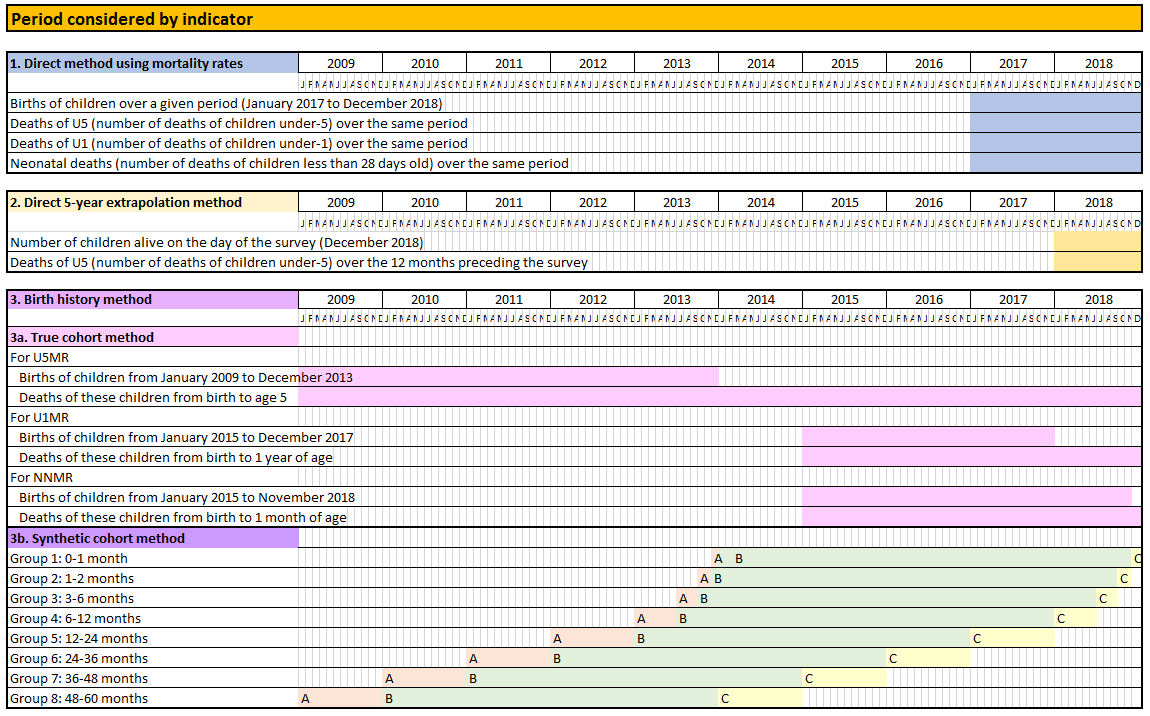 Period considered by indicator
1. Direct method using mortality rates 2009 2010 2011 2012 2013 2014 2015 2016 2017 2018
J F M A M J J A S O N D J F M A M J J A S O N D J F M A M J J A S O N D J F M A M J J A S O N D J F M A M J J A S O N D J F M A M J J A S O N D J F M A M J J A S O N D J F M A M J J A S O N D J F M A M J J A S O N D J F M A M J J A S O N D
Births of children over a given period (January 2017 to December 2018)
Deaths of U5 (number of deaths of children under-5) over the same period
Deaths of U1 (number of deaths of children under-1) over the same period
Neonatal deaths (number of deaths of children less than 28 days old) over the same period
2. Direct 5-year extrapolation method 2009 2010 2011 2012 2013 2014 2015 2016 2017 2018
J F M A M J J A S O N D J F M A M J J A S O N D J F M A M J J A S O N D J F M A M J J A S O N D J F M A M J J A S O N D J F M A M J J A S O N D J F M A M J J A S O N D J F M A M J J A S O N D J F M A M J J A S O N D J F M A M J J A S O N D
Number of children alive on the day of the survey (December 2018)
Deaths of U5 (number of deaths of children under-5) over the 12 months preceding the survey
3. Birth history method 2009 2010 2011 2012 2013 2014 2015 2016 2017 2018
J F M A M J J A S O N D J F M A M J J A S O N D J F M A M J J A S O N D J F M A M J J A S O N D J F M A M J J A S O N D J F M A M J J A S O N D J F M A M J J A S O N D J F M A M J J A S O N D J F M A M J J A S O N D J F M A M J J A S O N D
3a. True cohort method
For U5MR
Births of children from January 2009 to December 2013
Deaths of these children from birth to age 5
For U1MR
Births of children from January 2015 to December 2017
Deaths of these children from birth to 1 year of age
For NNMR
Births of children from January 2015 to November 2018
Deaths of these children from birth to 1 month of age
3b. Synthetic cohort method
Group 1: 0-1 month A B C
Group 2: 1-2 months A B C
Group 3: 3-6 months A B C
Group 4: 6-12 months A B C
Group 5: 12-24 months A B C
Group 6: 24-36 months A B C
Group 7: 36-48 months A B C
Group 8: 48-60 months A B C